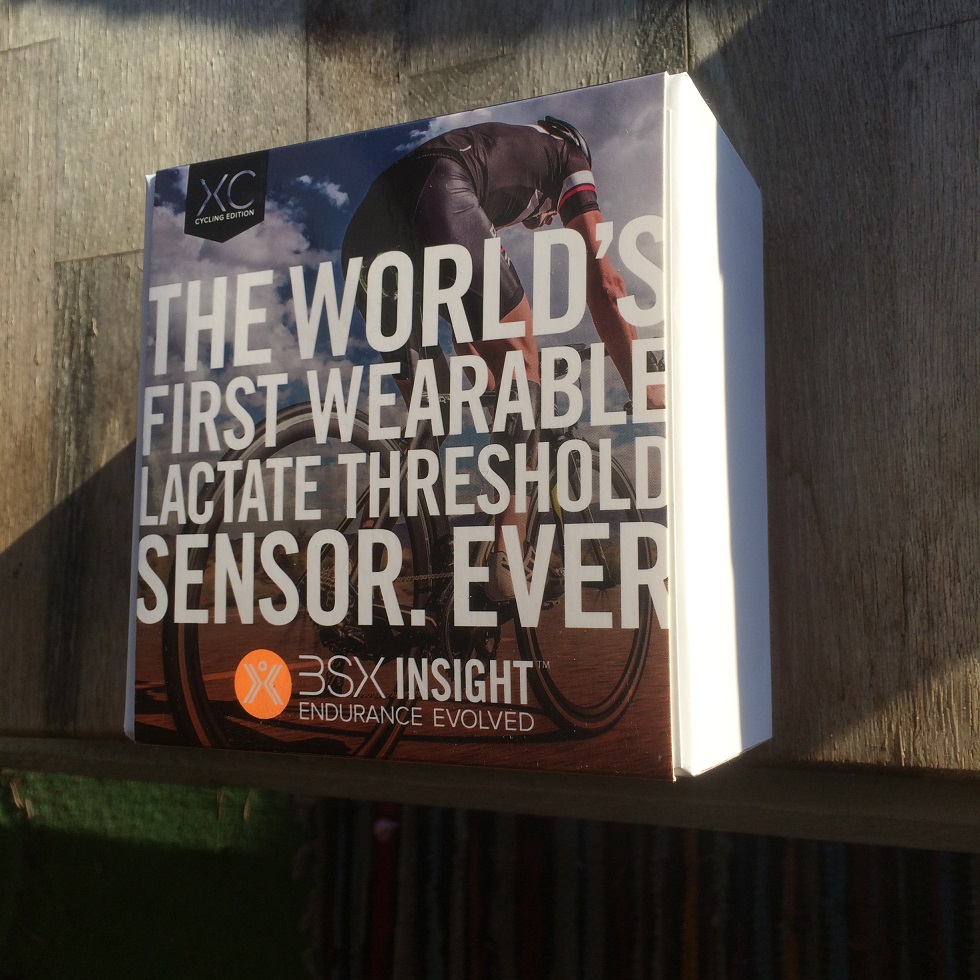 XC
CYCLING EDITION
THE WORLD'S
FIRST WEARABLE
LACTATE THRESHOLD
SENSOR. EVER
BSX INSIGHT™
ENDURANCE EVOLVED